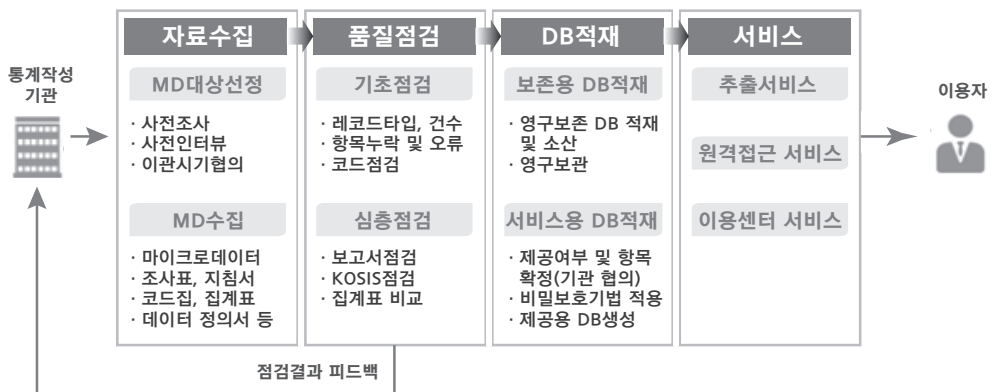 통계작성
기관
자료수집
MD대상선정
· 사전조사
· 사전인터뷰
· 이관시기협의
MD수집
· 마이크로데이터
· 조사표, 지침서
· 코드집, 집계표
· 데이터 정의서 등
품질점검
기초점검
· 레코드타입, 건수
· 항목누락 및 오류
· 코드점검
심층점검
· 보고서점검
· KOSIS점검
· 집계표 비교
DB적재
보존용 DB적재
· 영구보존 DB 적재
및 소산
· 영구보관
서비스용 DB적재
· 제공여부 및 항목
확정(기관 협의)
· 비밀보호기법 적용
· 제공용 DB생성
서비스
추출서비스
원격접근 서비스
이용센터 서비스
이용자
점검결과 피드백